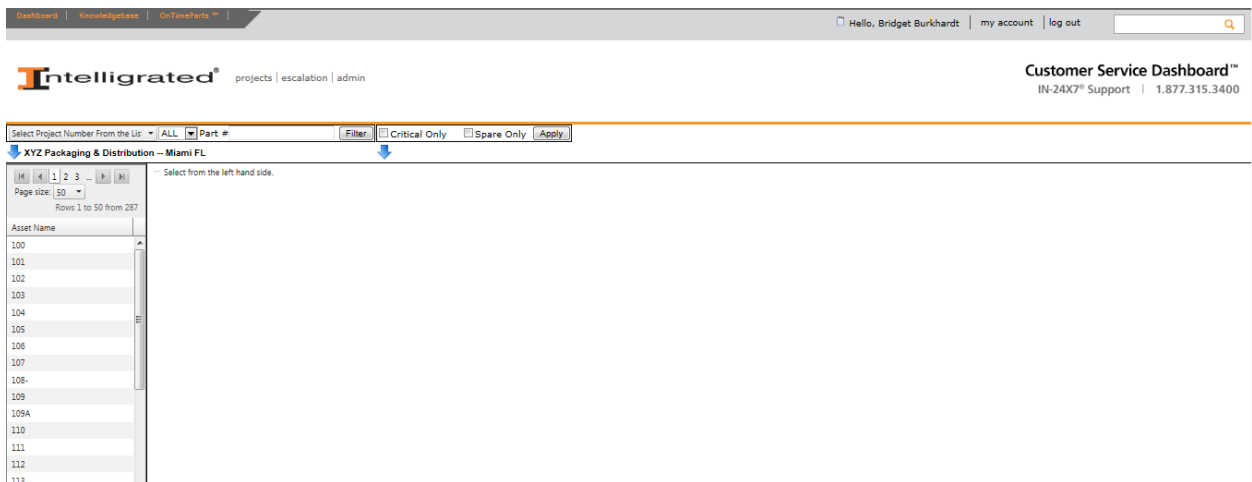 Dashboard | Knowledgebase | OnTimeParts ™ |
Hello, Bridget Burkhardt | my account | log out
Intelligrated® projects | escalation | admin
Customer Service Dashboard™
IN-24X7® Support | 1.877.315.3400
Select Project Number From the Lis ALL Part # Filter Critical Only Spare Only Apply
XYZ Packaging & Distribution -- Miami FL
1 2 3 ...
Select from the left hand side.
Page size: 50
Rows 1 to 50 from 287
Asset Name
100
101
102
103
104
105
106
107
108-
109
109A
110
111
112
113